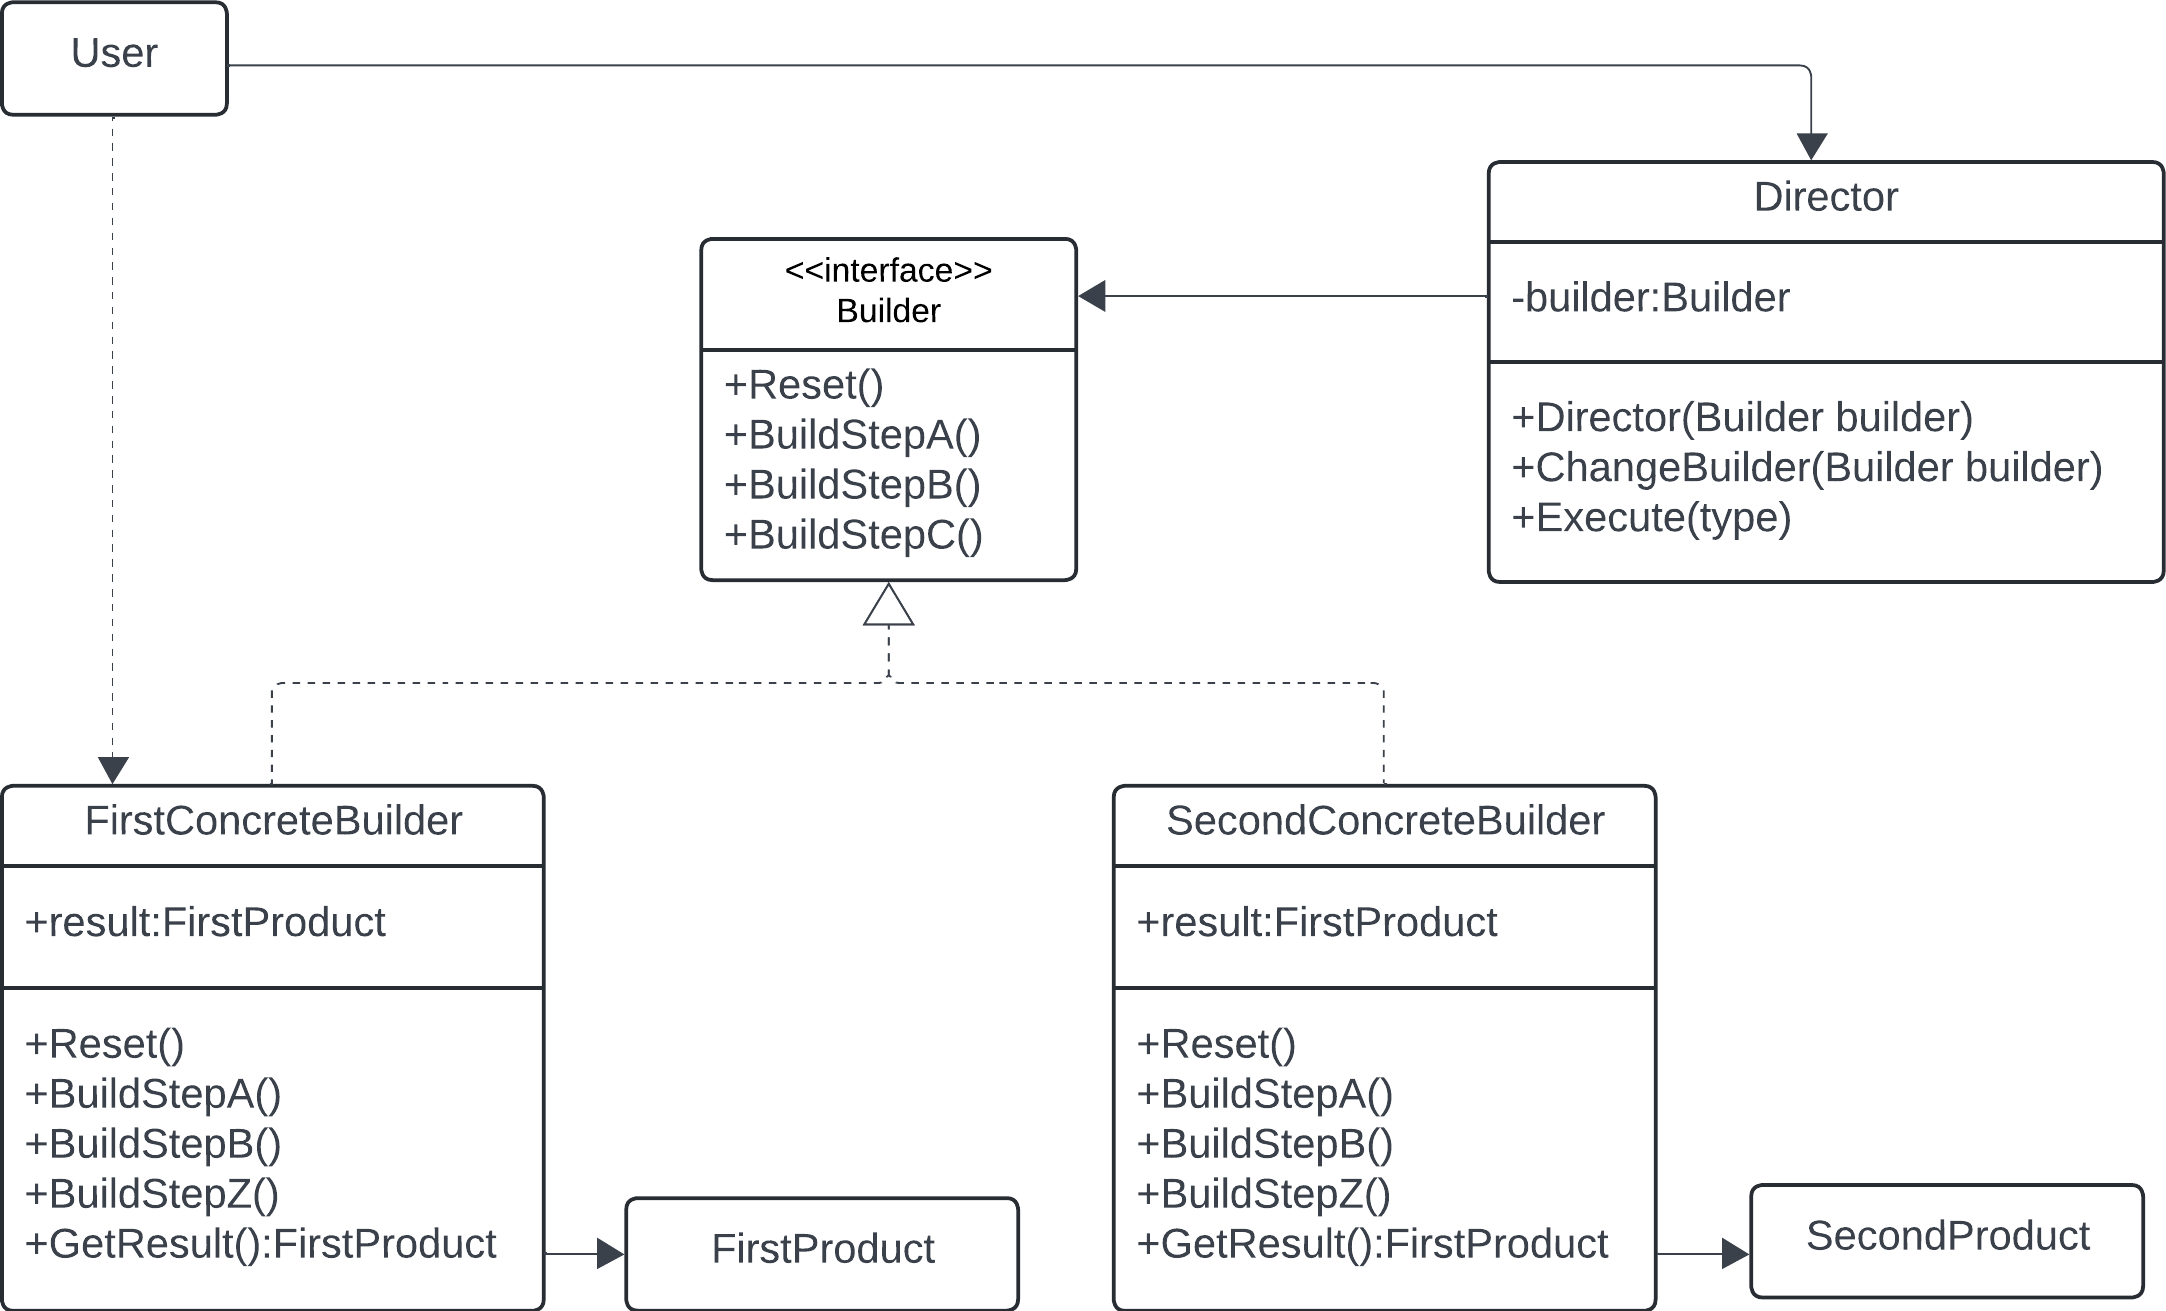 User
Director
-builder:Builder
+Director(Builder builder)
+ChangeBuilder(Builder builder)
+Execute(type)
<<interface>>
Builder
+Reset()
+BuildStepA()
+BuildStepB()
+BuildStepC()
FirstConcreteBuilder
+result:FirstProduct
+Reset()
+BuildStepA()
+BuildStepB()
+BuildStepZ()
+GetResult():FirstProduct
FirstProduct
SecondConcreteBuilder
+result:FirstProduct
+Reset()
+BuildStepA()
+BuildStepB()
+BuildStepZ()
+GetResult():FirstProduct
SecondProduct